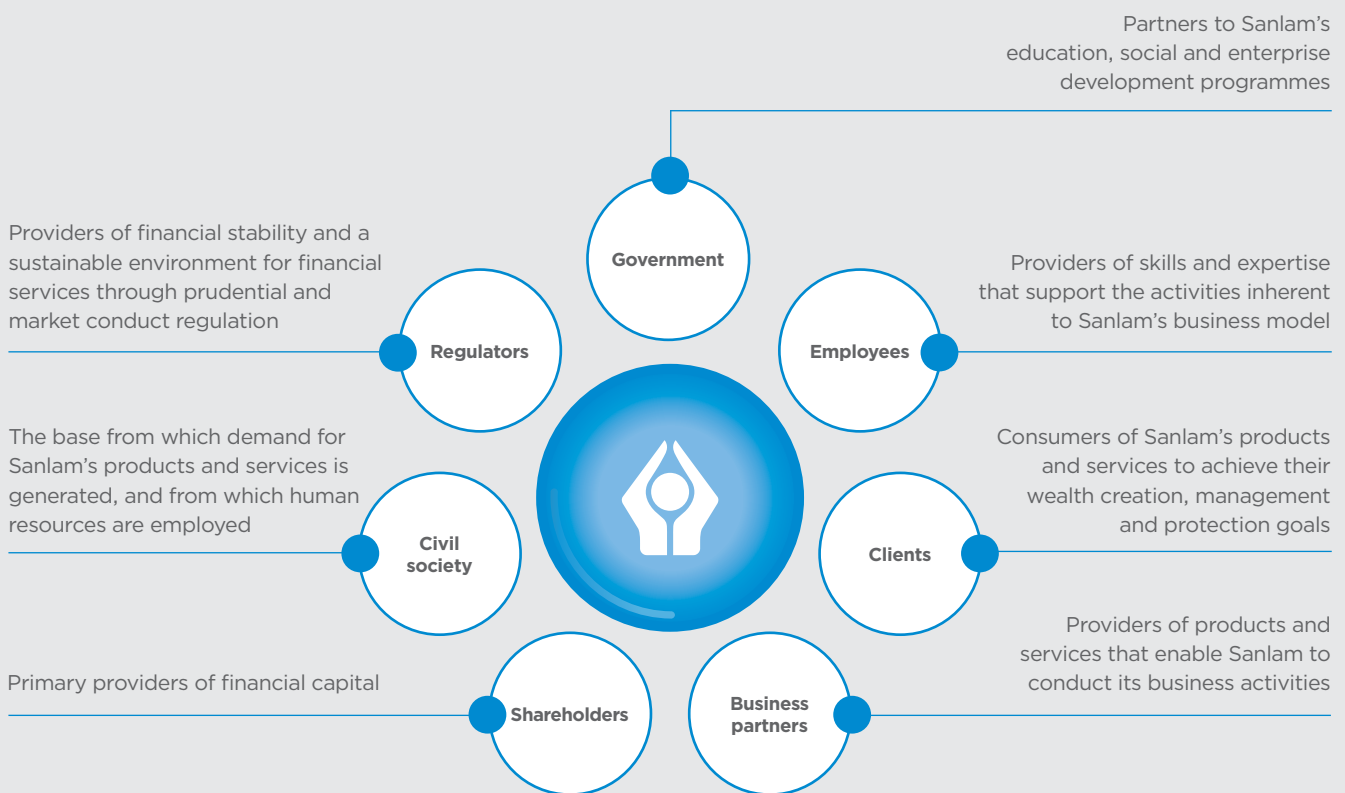 Partners to Sanlam’s
education, social and enterprise
development programmes
Government
Providers of financial stability and a
sustainable environment for financial
services through prudential and
market conduct regulation
Regulators
Providers of skills and expertise
that support the activities inherent
to Sanlam’s business model
Employees
The base from which demand for
Sanlam’s products and services is
generated, and from which human
resources are employed
Civil
society
Consumers of Sanlam’s products
and services to achieve their
wealth creation, management
and protection goals
Clients
Primary providers of financial capital
Shareholders
Providers of products and
services that enable Sanlam to
conduct its business activities
Business
partners